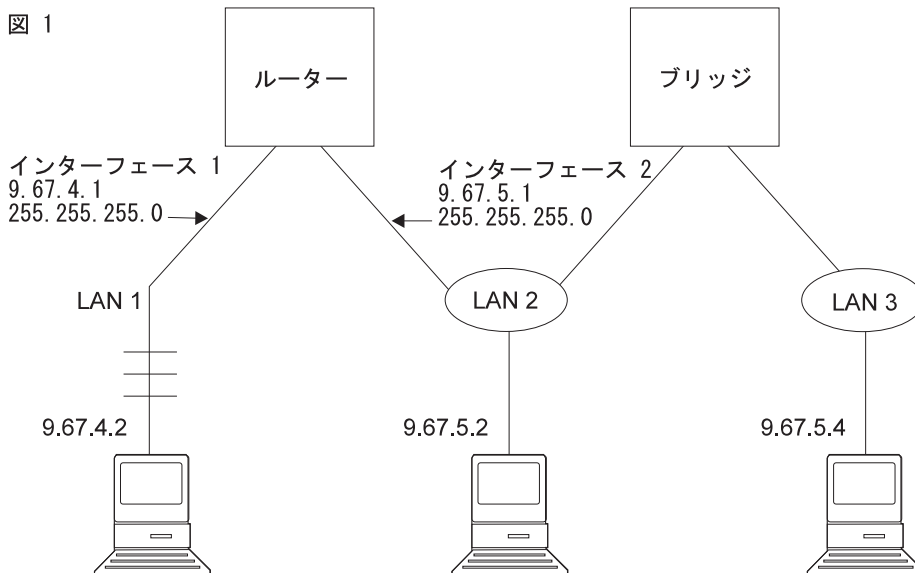 図 1
ルーター
ブリッジ
インターフェース 1
9.67.4.1
255.255.255.0
インターフェース 2
9.67.5.1
255.255.255.0
LAN 1
LAN 2
LAN 3
9.67.4.2
9.67.5.2
9.67.5.4